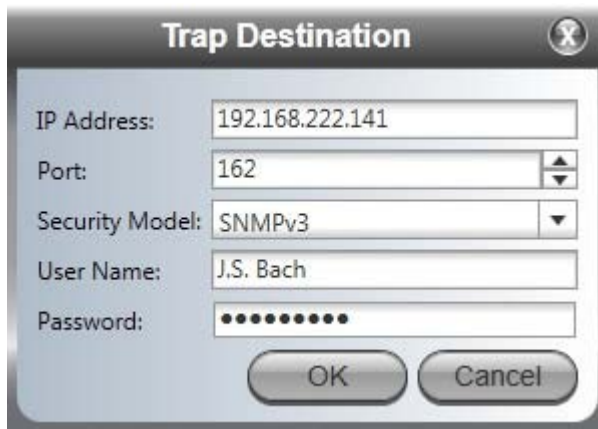 Trap Destination X
IP Address: 192.168.222.141
Port: 162
Security Model: SNMPv3
User Name: J.S. Bach
Password: •••••••••
OK Cancel